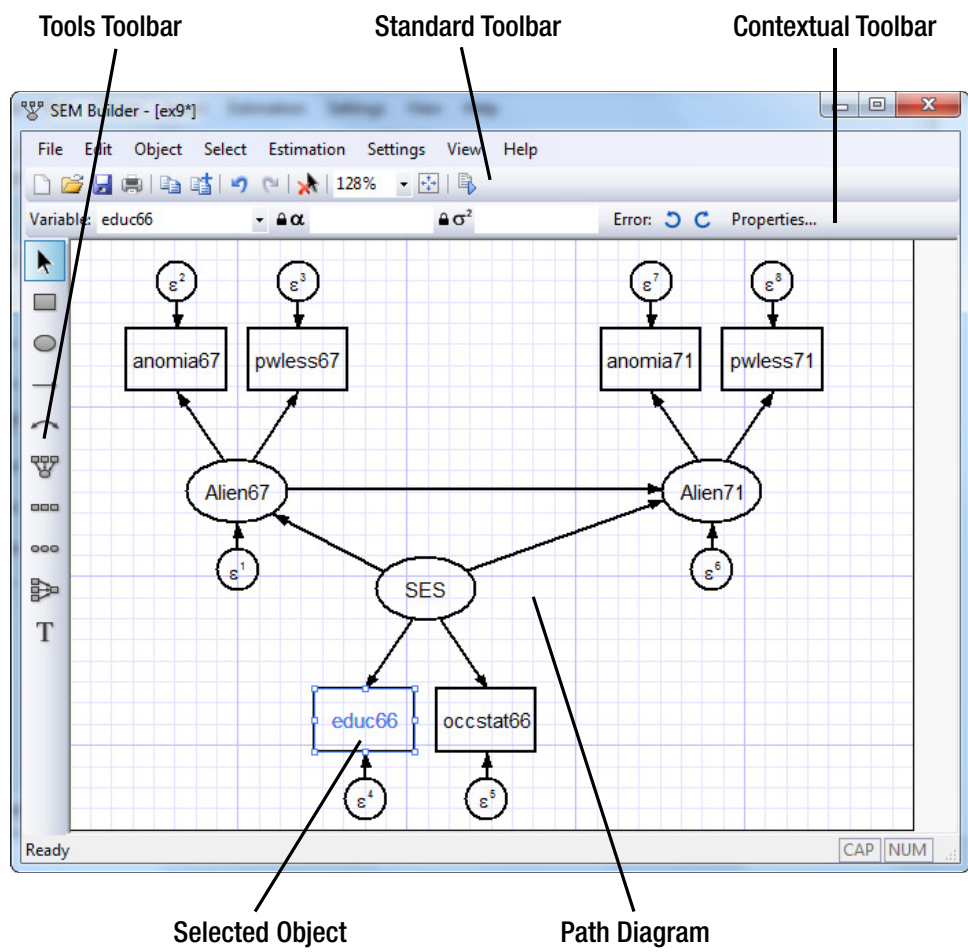 Tools Toolbar Standard Toolbar Contextual Toolbar
SEM Builder - [ex9*]
File Edit Object Select Estimation Settings View Help
128%
Variable: educ66 α σ² Error: Properties...
ε² ε³ ε⁷ ε⁸
anomia67 pwless67 anomia71 pwless71
Alien67 Alien71
ε¹ ε⁶
SES
T
educ66 occstat66
ε⁴ ε⁵
Ready CAP NUM
Selected Object Path Diagram